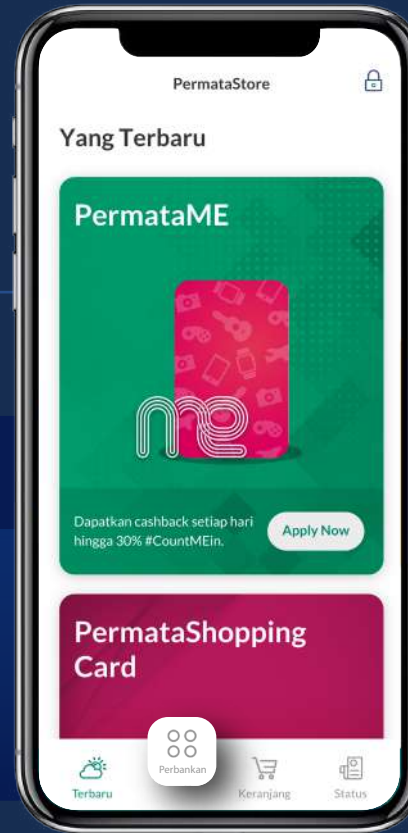 PermataStore
Yang Terbaru
PermataME
me
Dapatkan cashback setiap hari
hingga 30% #CountMEin.
Apply Now
PermataShopping
Card
Terbaru
Perbankan
Keranjang
Status